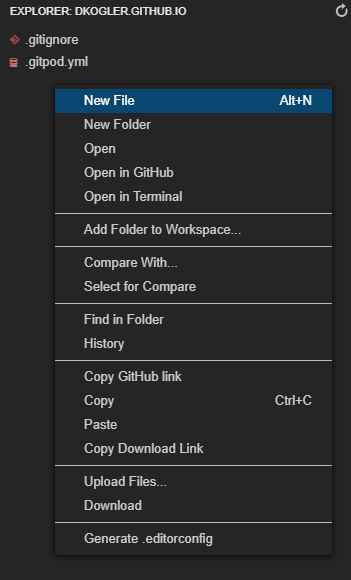 EXPLORER: DKOGLER.GITHUB.IO
.gitignore
.gitpod.yml
New File Alt+N
New Folder
Open
Open in GitHub
Open in Terminal
Add Folder to Workspace...
Compare With...
Select for Compare
Find in Folder
History
Copy GitHub link
Copy Ctrl+C
Paste
Copy Download Link
Upload Files...
Download
Generate .editorconfig